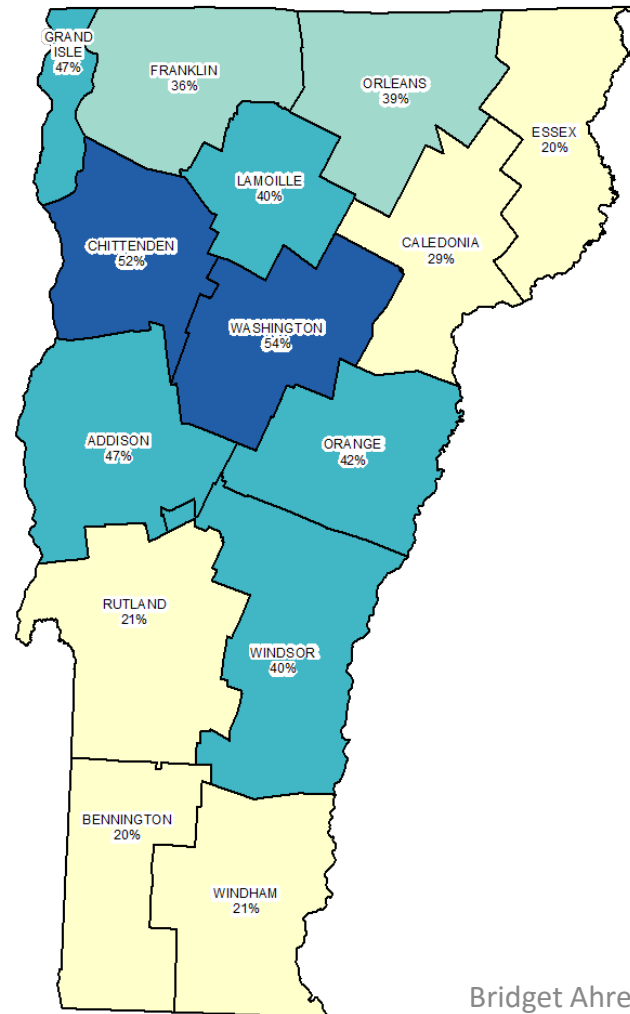 GRAND
ISLE
47%
FRANKLIN
36%
ORLEANS
39%
ESSEX
20%
LAMOILLE
40%
CHITTENDEN
52%
CALEDONIA
29%
WASHINGTON
54%
ADDISON
47%
ORANGE
42%
RUTLAND
21%
WINDSOR
40%
BENNINGTON
20%
WINDHAM
21%
Bridget Ahre